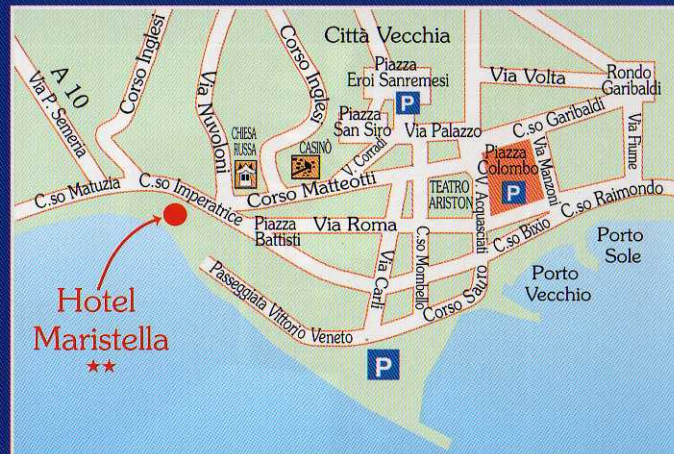 Città Vecchia
Corso Inglesi
A 10
Via P. Semeria
Via Nuvoloni
Corso Inglesi
Piazza
Eroi Sanremesi
P
Via Volta
Rondo
Garibaldi
C.so Garibaldi
Piazza
San Siro
Via Palazzo
V. Corradi
CHIESA
RUSSA
CASINÒ
Corso Matteotti
TEATRO
ARISTON
Piazza
Colombo
P
Via Manzoni
Via Fiume
V. Acquasciati
C.so Matuzia
C.so Imperatrice
Piazza
Battisti
Via Roma
C.so Raimondo
C.so Bixio
Via Carli
C.so Mombello
Corso Sauro
Porto
Sole
Porto
Vecchio
Passeggiata Vittorio Veneto
P
Hotel
Maristella
★★